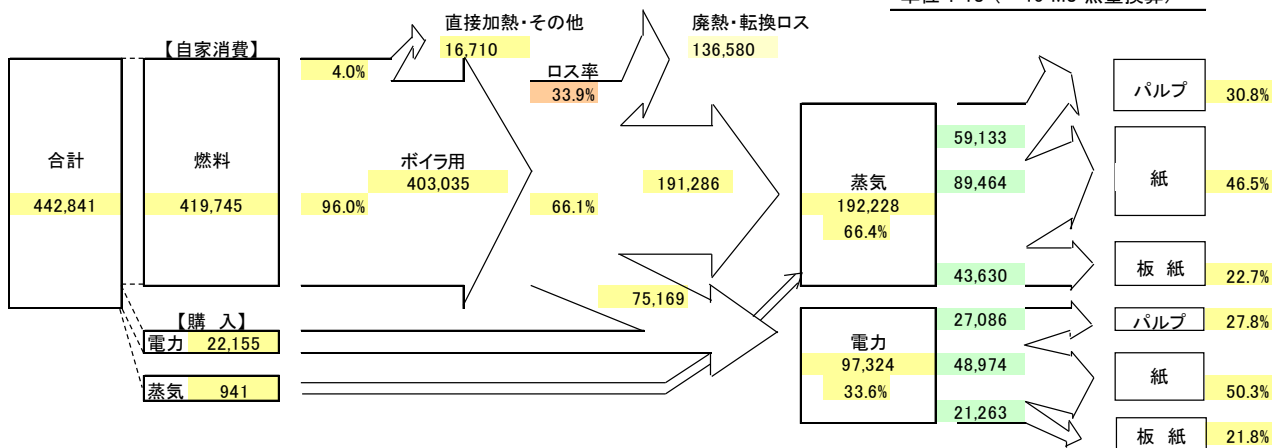 直接加熱・その他
16,710
廃熱・転換ロス
136,580
【自家消費】
4.0%
ロス率
33.9%
合計
442,841
燃料
419,745
96.0%
ボイラ用
403,035
66.1%
191,286
75,169
【購 入】
電力 22,155
蒸気 941
蒸気
192,228
66.4%
59,133
89,464
43,630
パルプ 30.8%
紙 46.5%
板 紙 22.7%
電力
97,324
33.6%
27,086
48,974
21,263
パルプ 27.8%
紙 50.3%
板 紙 21.8%